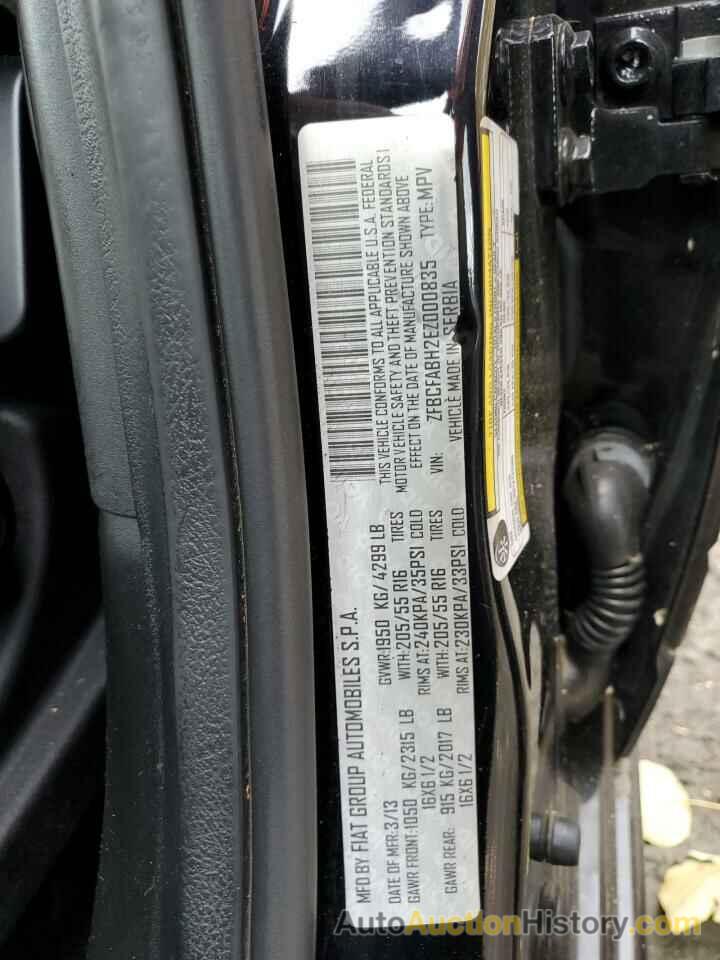 MFD BY FIAT GROUP AUTOMOBILES S.P.A.
DATE OF MFR: 3/13 GVWR: 1950 KG/4299 LB
GAWR FRONT: 1050 KG/2315 LB WITH: 205/55 R16 TIRES
16X6 1/2 RIMS AT: 240KPA/35PSI COLD
GAWR REAR: 915 KG/2017 LB WITH: 205/55 R16 TIRES
16X6 1/2 RIMS AT: 230KPA/33PSI COLD
THIS VEHICLE CONFORMS TO ALL APPLICABLE U.S.A. FEDERAL
MOTOR VEHICLE SAFETY AND THEFT PREVENTION STANDARDS I
EFFECT ON THE DATE OF MANUFACTURE SHOWN ABOVE
VIN: ZFBCFABH2EZ000835 TYPE: MPV
VEHICLE MADE IN SERBIA
AutoAuctionHistory.com